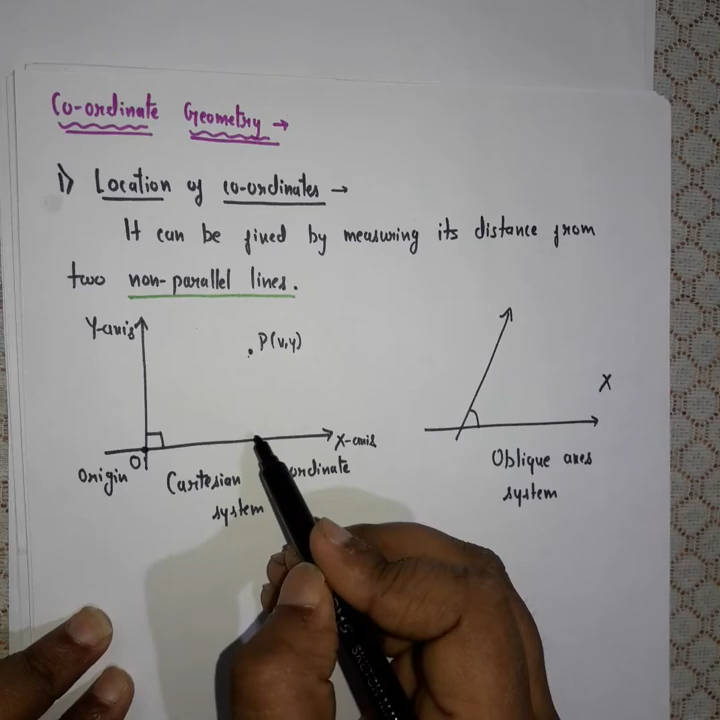 Co-ordinate Geometry →
1) Location of co-ordinates →
It can be fixed by measuring its distance from
two non-parallel lines.
Y-axis
P(x,y)
X-axis
Origin O
Cartesian ordinate
system
X
Oblique axes
system